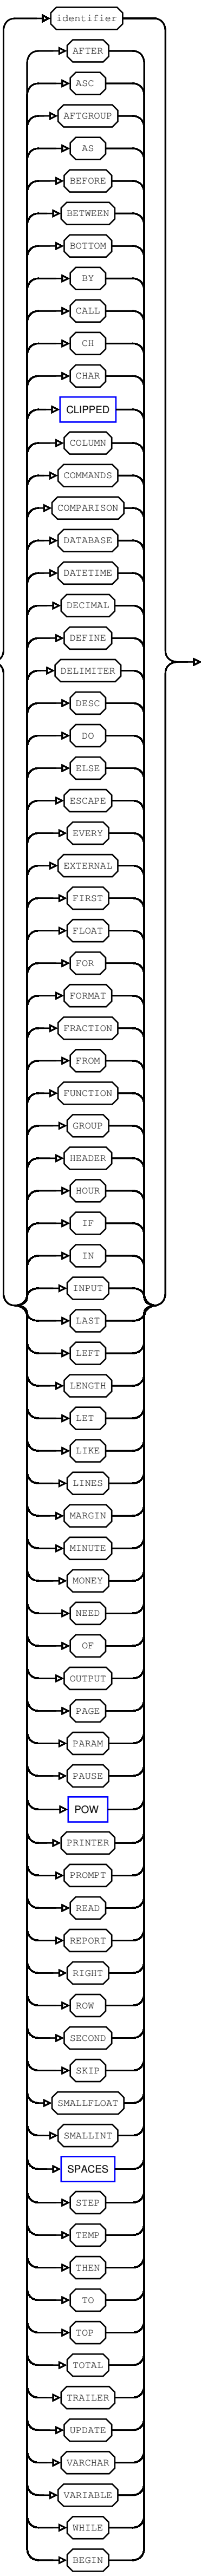 identifier
AFTER
ASC
AFTGROUP
AS
BEFORE
BETWEEN
BOTTOM
BY
CALL
CH
CHAR
CLIPPED
COLUMN
COMMANDS
COMPARISON
DATABASE
DATETIME
DECIMAL
DEFINE
DELIMITER
DESC
DO
ELSE
ESCAPE
EVERY
EXTERNAL
FIRST
FLOAT
FOR
FORMAT
FRACTION
FROM
FUNCTION
GROUP
HEADER
HOUR
IF
IN
INPUT
LAST
LEFT
LENGTH
LET
LIKE
LINES
MARGIN
MINUTE
MONEY
NEED
OF
OUTPUT
PAGE
PARAM
PAUSE
POW
PRINTER
PROMPT
READ
REPORT
RIGHT
ROW
SECOND
SKIP
SMALLFLOAT
SMALLINT
SPACES
STEP
TEMP
THEN
TO
TOP
TOTAL
TRAILER
UPDATE
VARCHAR
VARIABLE
WHILE
BEGIN